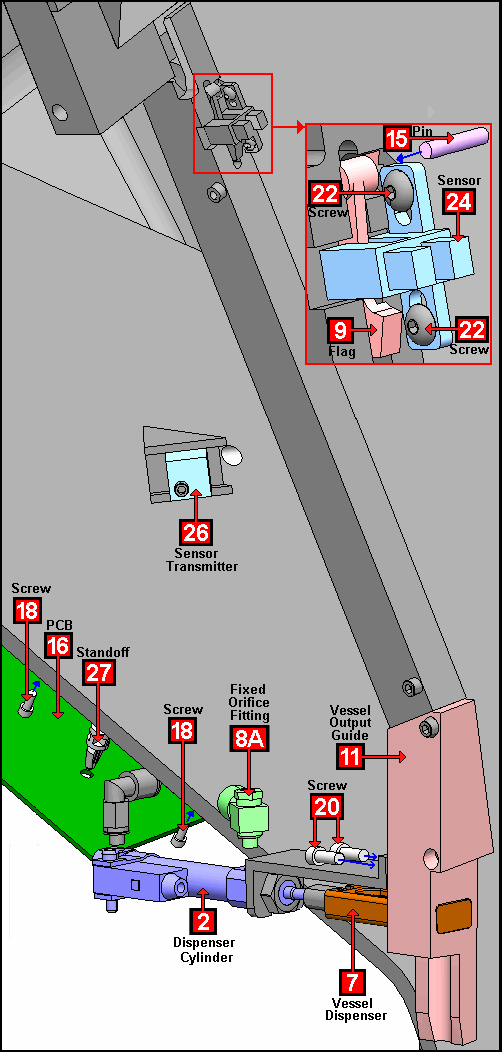 15
Pin
22
Screw
Sensor
24
9
Flag
22
Screw
26
Sensor
Transmitter
Screw
18
PCB
16
Standoff
27
Screw
18
Fixed
Orifice
Fitting
8A
Vessel
Output
Guide
11
Screw
20
2
Dispenser
Cylinder
7
Vessel
Dispenser